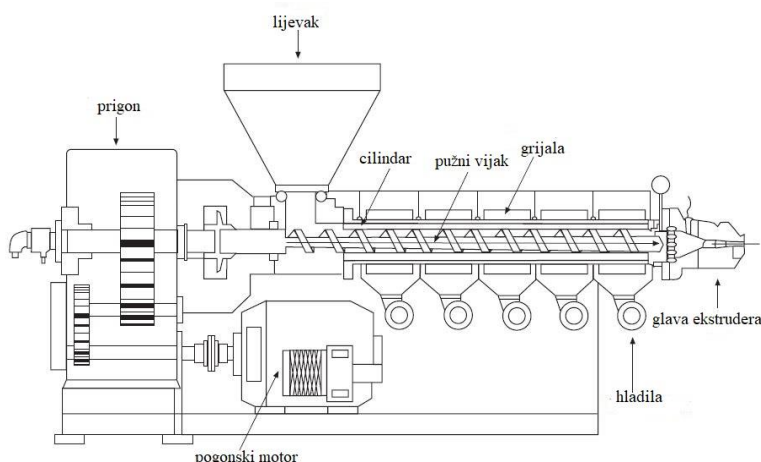 lijevak
prigon
cilindar
pužni vijak
grijala
glava ekstrudera
hladila
pogonski motor